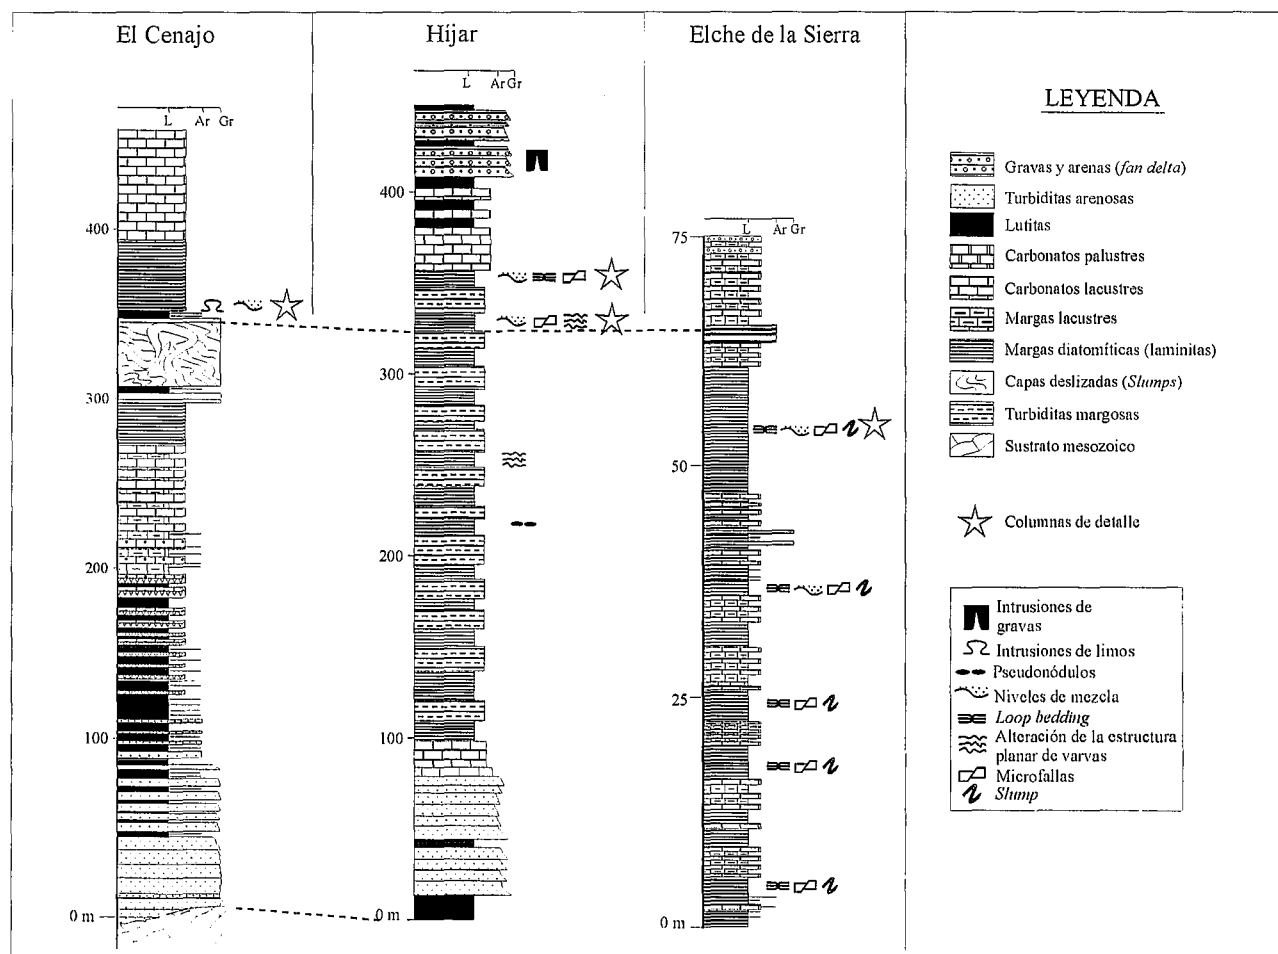 El Cenajo
L Ar Gr
400
300
200
100
0 m
Híjar
L Ar Gr
400
300
200
100
0 m
Elche de la Sierra
L Ar Gr
75
50
25
0 m
LEYENDA
Gravas y arenas (fan delta)
Turbiditas arenosas
Lutitas
Carbonatos palustres
Carbonatos lacustres
Margas lacustres
Margas diatomíticas (laminitas)
Capas deslizadas (Slumps)
Turbiditas margosas
Sustrato mesozoico
Columnas de detalle
Intrusiones de
gravas
Intrusiones de limos
Pseudonódulos
Niveles de mezcla
Loop bedding
Alteración de la estructura
planar de varvas
Microfallas
Slump